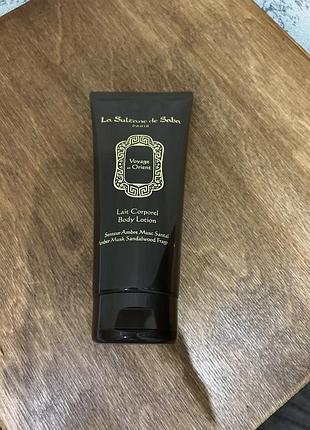 La Sultane de Saba
PARIS
Voyage
en Orient
Lait Corporel
Body Lotion
Senteur Ambre Musc Santal
Amber Musk Sandalwood